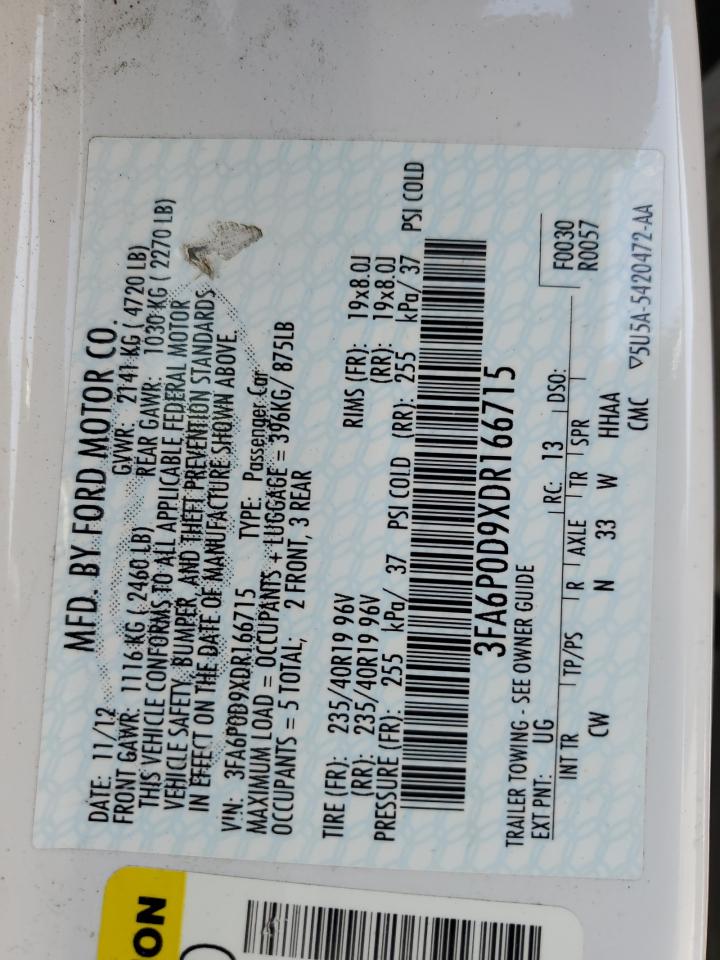 MFD. BY FORD MOTOR CO.
DATE: 11/12 GVWR: 2141 KG ( 4720 LB)
FRONT GAWR: 1116 KG ( 2460 LB) REAR GAWR: 1030 KG ( 2270 LB)
THIS VEHICLE CONFORMS TO ALL APPLICABLE FEDERAL MOTOR
VEHICLE SAFETY, BUMPER, AND THEFT PREVENTION STANDARDS
IN EFFECT ON THE DATE OF MANUFACTURE SHOWN ABOVE.
VIN: 3FA6P0D9XDR166715 TYPE: Passenger Car
MAXIMUM LOAD = OCCUPANTS + LUGGAGE = 396KG/ 875LB
OCCUPANTS = 5 TOTAL, 2 FRONT, 3 REAR
TIRE (FR): 235/40R19 96V RIMS (FR): 19x8.0J
(RR): 235/40R19 96V (RR): 19x8.0J
PRESSURE (FR): 255 kPa/ 37 PSI COLD (RR): 255 kPa/ 37 PSI COLD
3FA6P0D9XDR166715
TRAILER TOWING - SEE OWNER GUIDE
EXT PNT: UG RC: 13 DSO: F0030
R0057
INT TR TP/PS R AXLE TR SPR
CW N 33 W HHAA
CMC ▽5U5A-5420472-AA
ON